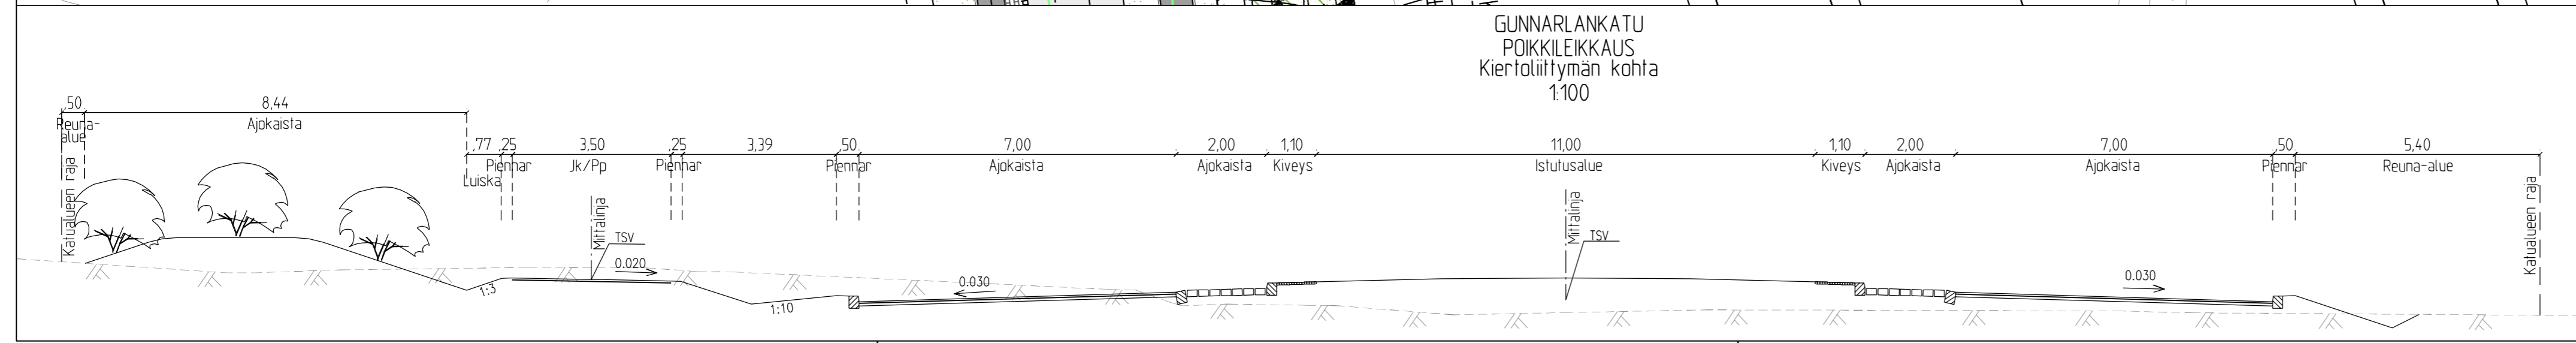 GUNNARLANKATU
POIKKILEIKKAUS
Kiertoliittymän kohta
1:100
,50 8,44
Reuna-
alue
Ajokaista
,77 ,25 3,50 ,25 3,39 ,50 7,00 2,00 1,10 11,00 1,10 2,00 7,00 ,50 5,40
Luiska Piennar Jk/Pp Piennar Piennar Ajokaista Ajokaista Kiveys Istutusalue Kiveys Ajokaista Ajokaista Piennar Reuna-alue
Katualueen raja
Mittalinja
TSV
0.020
1:3
1:10
0.030
Mittalinja
TSV
0.030
Katualueen raja